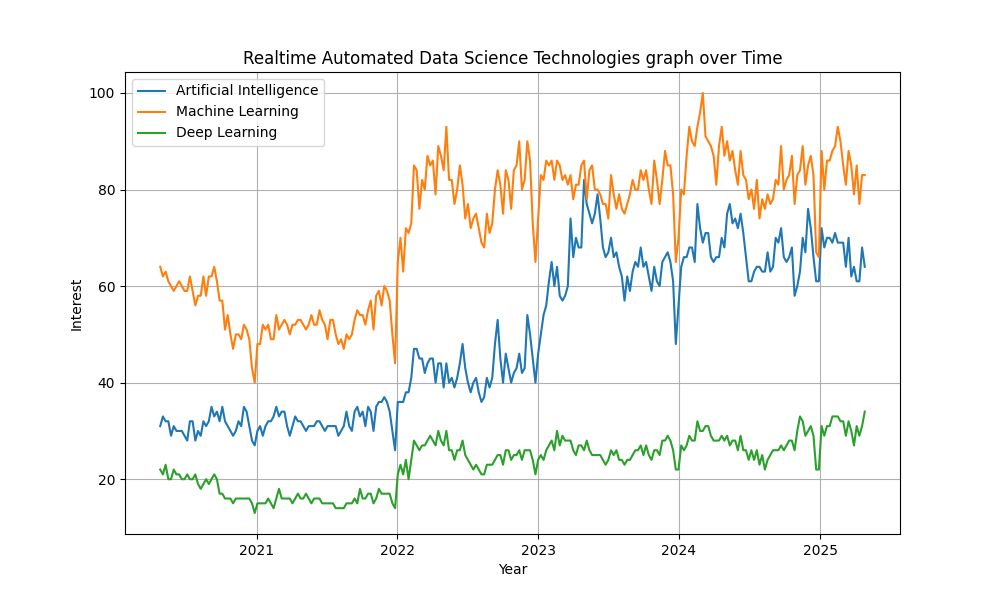 Realtime Automated Data Science Technologies graph over Time
Artificial Intelligence
Machine Learning
Deep Learning
100
80
60
40
20
Interest
2021 2022 2023 2024 2025
Year